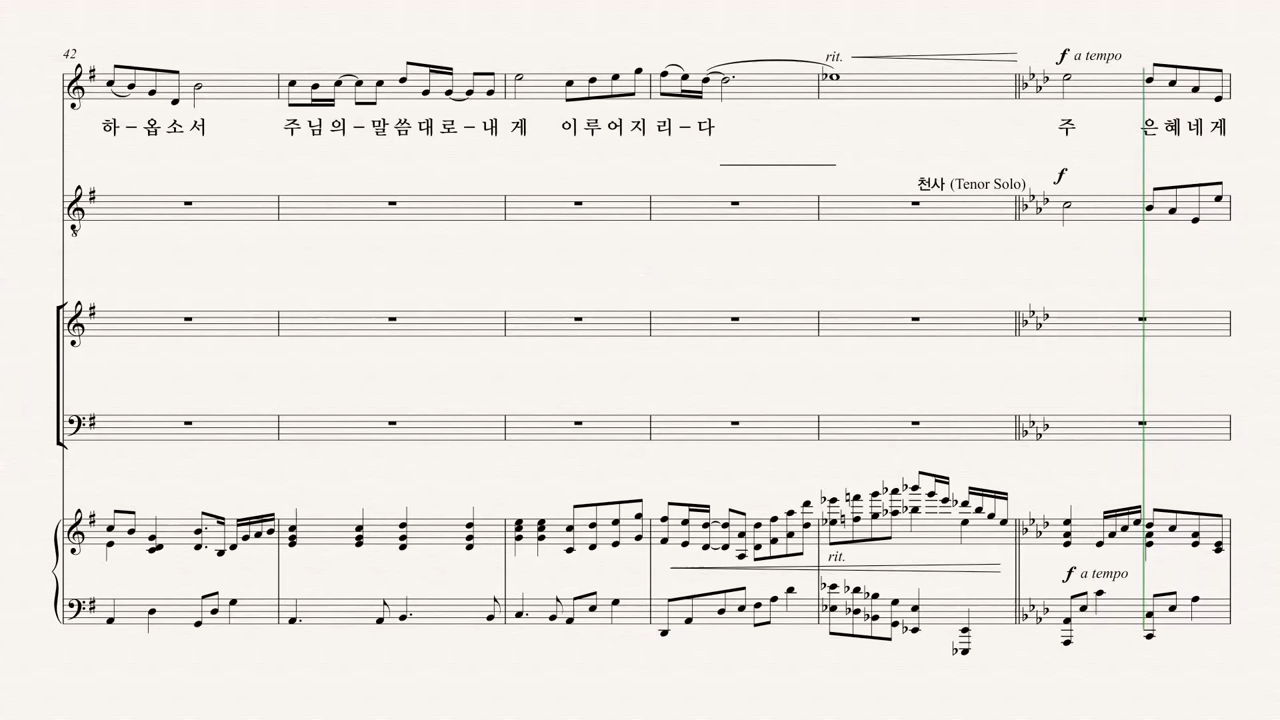 42
rit.
f a tempo
하 – 옵 소 서 주 님 의 – 말 씀 대 로 – 내 게 이 루 어 지 리 – 다 주 은 혜 네 게
천사 (Tenor Solo)
f
rit.
f a tempo